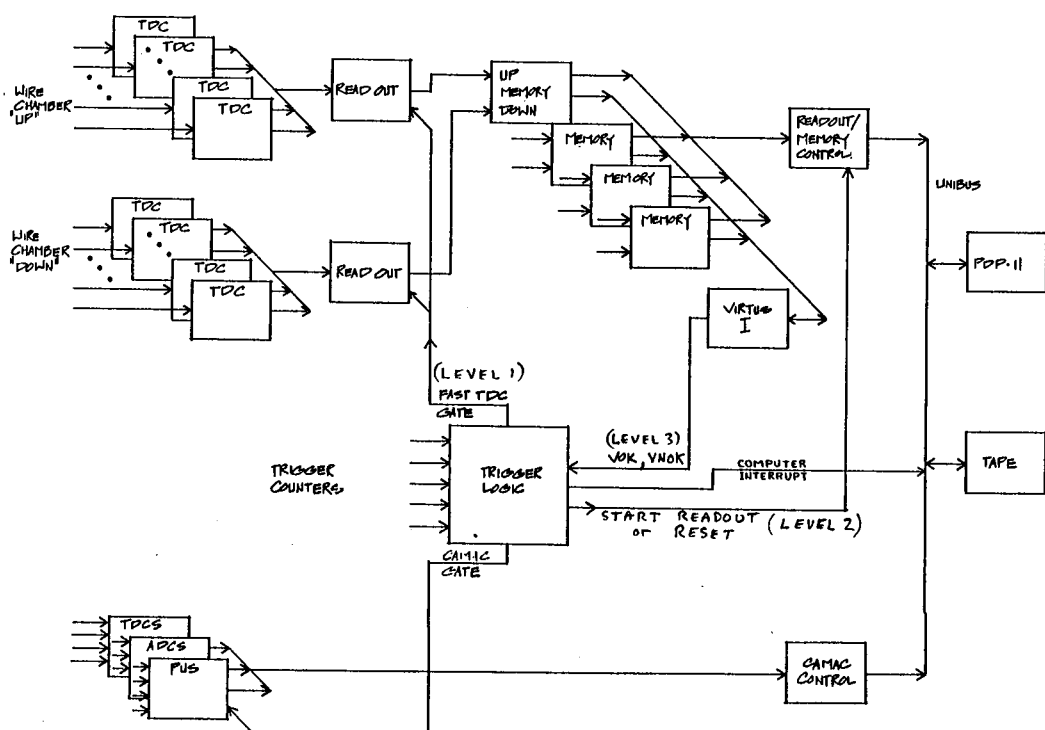 TDC
TDC
TDC
TDC
WIRE
CHAMBER
"UP"
READ OUT
UP
MEMORY
DOWN
MEMORY
MEMORY
MEMORY
READOUT/
MEMORY
CONTROL
UNIBUS
TDC
TDC
TDC
TDC
WIRE
CHAMBER
"DOWN"
READ OUT
PDP-11
VIRTUS
I
(LEVEL 1)
FAST TDC
GATE
TRIGGER
COUNTERS
TRIGGER
LOGIC
(LEVEL 3)
VOK, VNOK
COMPUTER
INTERRUPT
TAPE
START READOUT (LEVEL 2)
or RESET
CAMAC
GATE
TDCS
ADCS
PUS
CAMAC
CONTROL